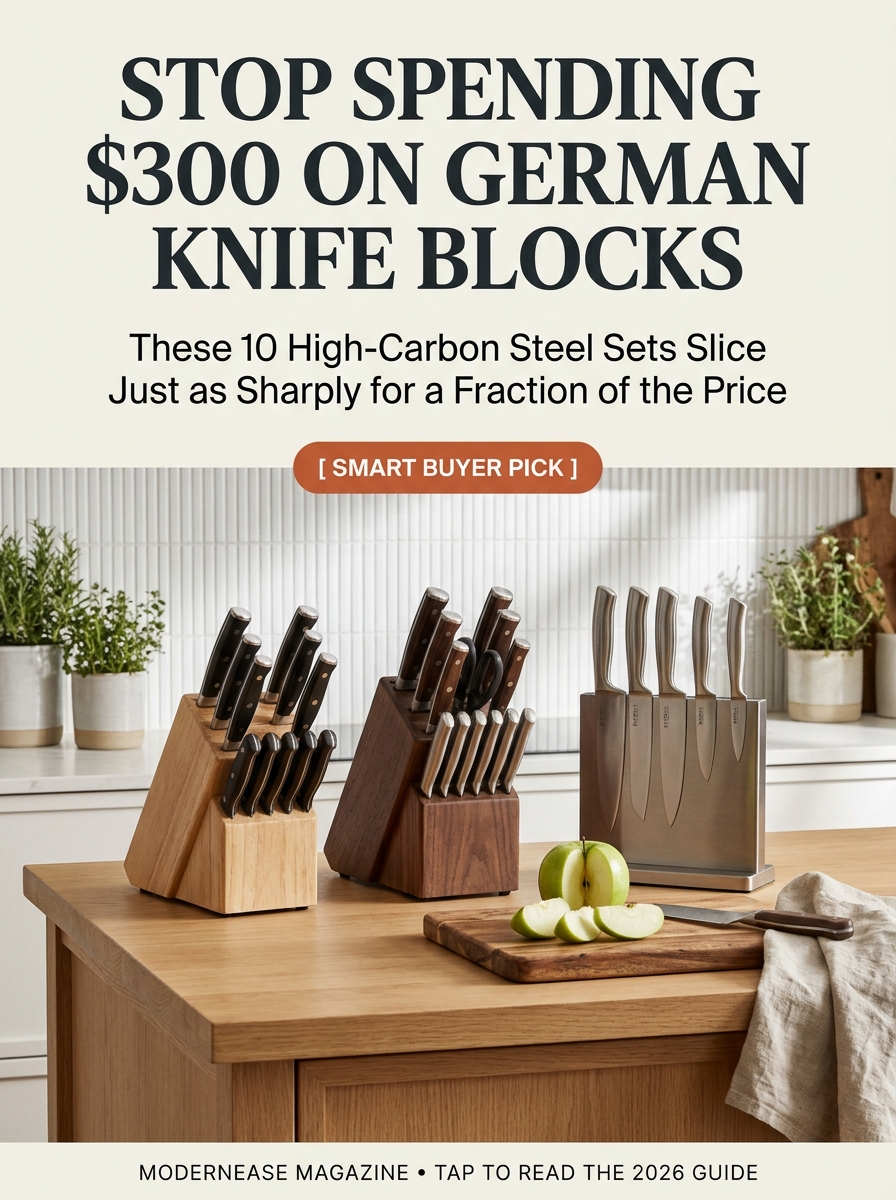 STOP SPENDING
$300 ON GERMAN
KNIFE BLOCKS
These 10 High-Carbon Steel Sets Slice
Just as Sharply for a Fraction of the Price
[ SMART BUYER PICK ]
MODERNEASE MAGAZINE • TAP TO READ THE 2026 GUIDE